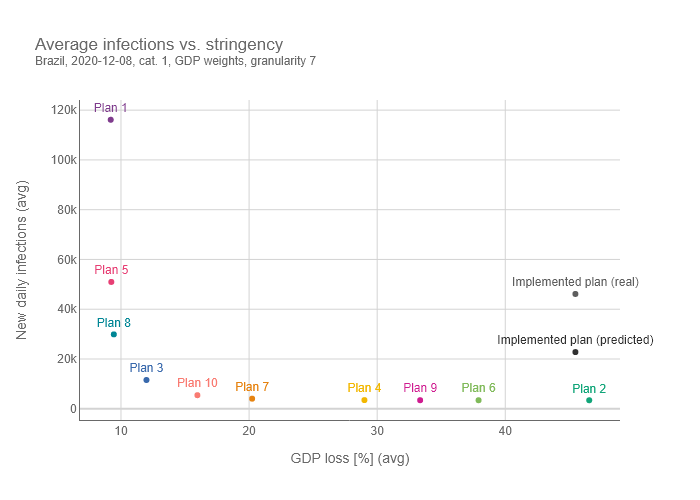 Average infections vs. stringency
Brazil, 2020-12-08, cat. 1, GDP weights, granularity 7
120k
Plan 1
100k
80k
60k
Plan 5
40k
Implemented plan (real)
Plan 8
Implemented plan (predicted)
20k
Plan 3
Plan 10
Plan 7
Plan 4
Plan 9
Plan 6
Plan 2
0
10
20
30
40
GDP loss [%] (avg)
New daily infections (avg)